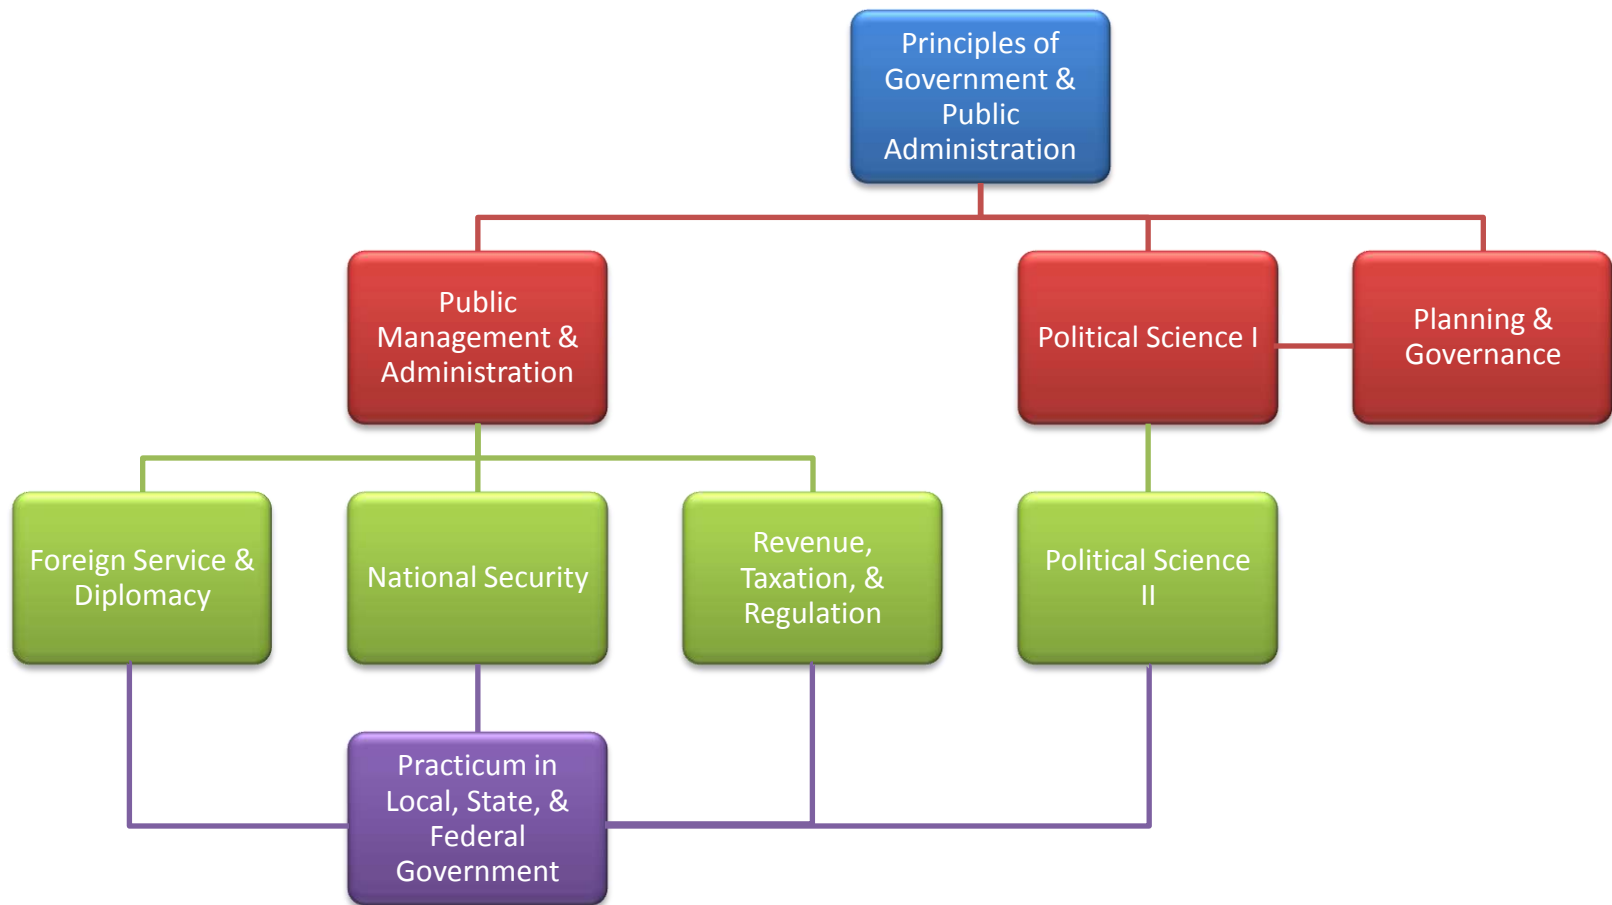 Principles of
Government &
Public
Administration
Public
Management &
Administration
Political Science I
Planning &
Governance
Foreign Service &
Diplomacy
National Security
Revenue,
Taxation, &
Regulation
Political Science
II
Practicum in
Local, State, &
Federal
Government